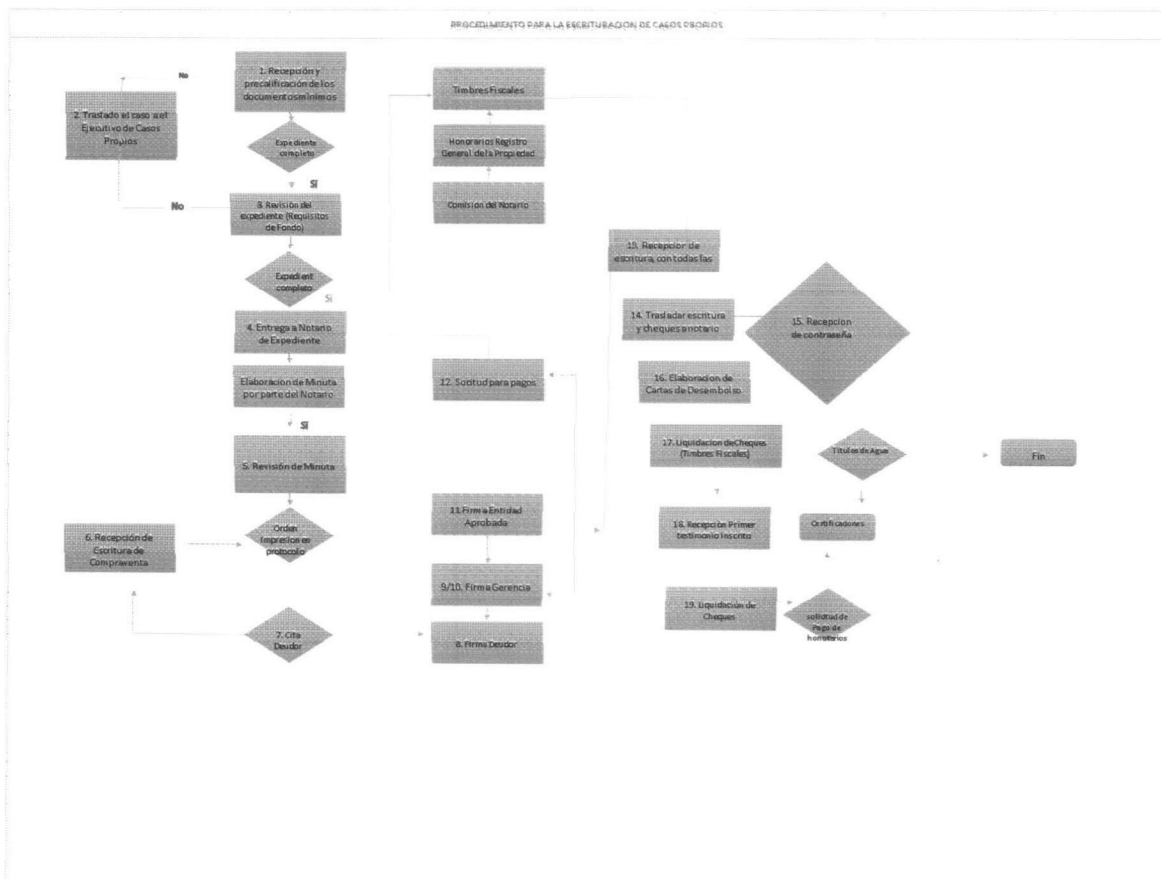 PROCEDIMIENTO PARA LA ESCRITURACION DE CASOS PROPIOS
No
1. Recepción y
precalificación de los
documentos mínimos
2. Traslado el caso a el
Ejecutivo de Casos
Propios
Expediente
completo
Sí
No
3. Revisión del
expediente (Requisitos
de Fondo)
Expedient
completo
Sí
4. Entrega a Notario
de Expediente
Elaboracion de Minuta
por parte del Notario
Sí
5. Revisión de Minuta
Orden
Impresion en
protocolo
6. Recepción de
Escritura de
Compraventa
7. Cita
Deudor
Timbres Fiscales
Honorarios Registro
General de la Propiedad
Comision del Notario
12. Solicitud para pagos
11. Firma Entidad
Aprobada
9/10. Firma Gerencia
8. Firma Deudor
13. Recepcion de
escritura, con todas las
14. Trasladar escritura
y cheques a notario
15. Recepcion
de contraseña
16. Elaboracion de
Cartas de Desembolso
17. Liquidacion de Cheques
(Timbres Fiscales)
Titulos de Agua
Fin
18. Recepción Primer
testimonio Inscrito
Certificaciones
19. Liquidación de
Cheques
solicitud de
Pago de
honorarios